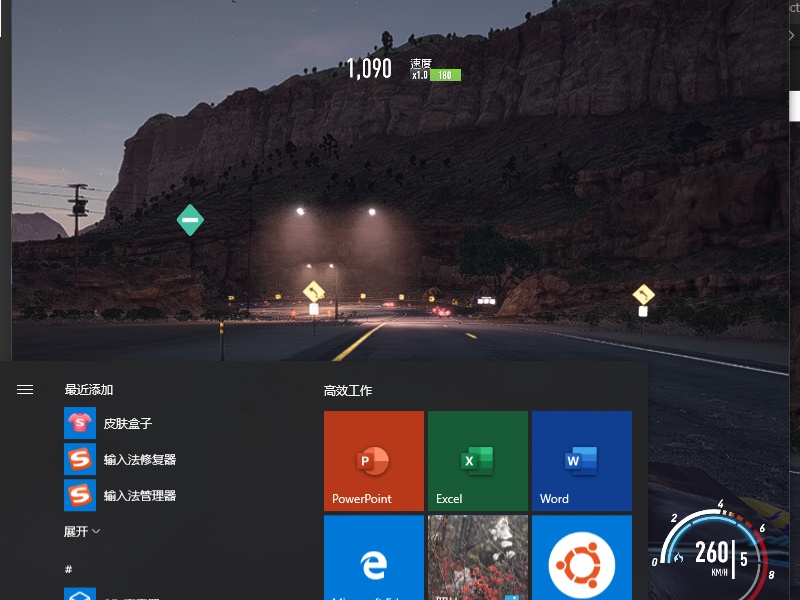 ct
1,090
速度
x1.0 180
最近添加
皮肤盒子
输入法修复器
输入法管理器
展开
#
高效工作
PowerPoint
Excel
Word
0 2 4 6 8
260 5
KM/H